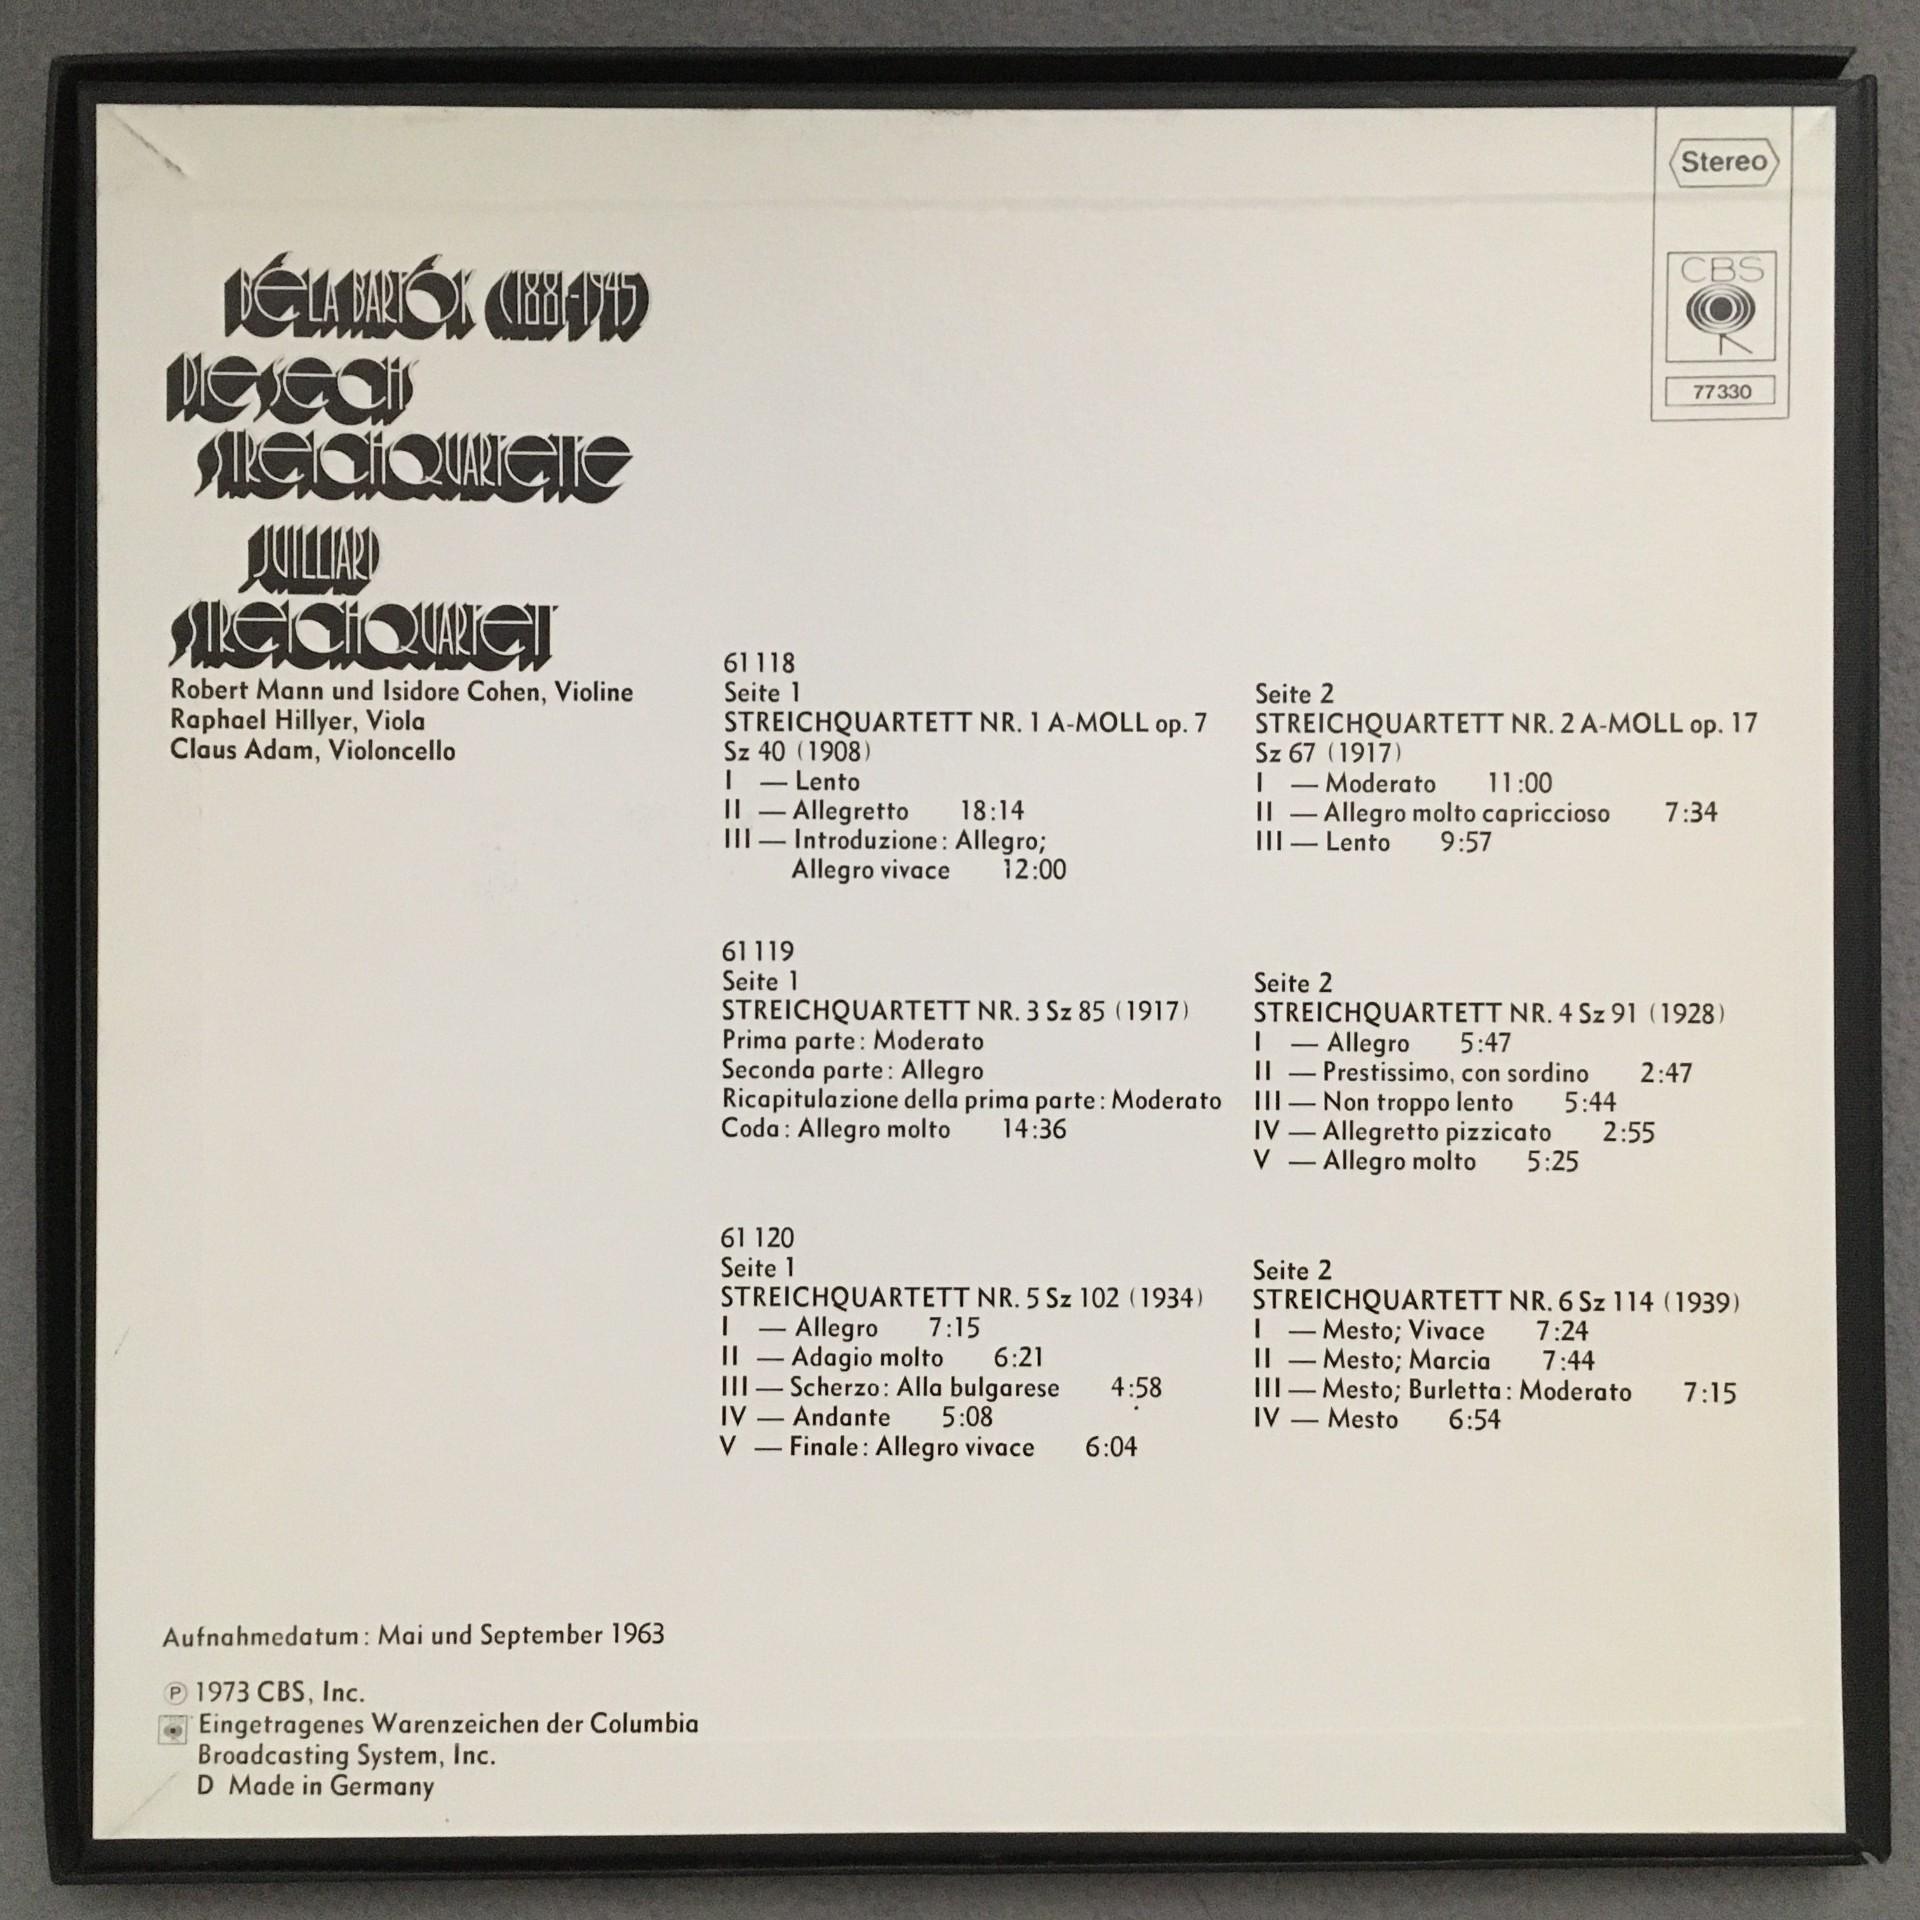 Stereo
CBS
77330
BÉLA BARTÓK (1881-1945)
DIE SECHS
STREICHQUARTETTE
JUILLIARD
STREICHQUARTET
Robert Mann und Isidore Cohen, Violine
Raphael Hillyer, Viola
Claus Adam, Violoncello
61 118
Seite 1
STREICHQUARTETT NR. 1 A-MOLL op. 7
Sz 40 (1908)
I — Lento
II — Allegretto 18:14
III — Introduzione: Allegro;
Allegro vivace 12:00
Seite 2
STREICHQUARTETT NR. 2 A-MOLL op. 17
Sz 67 (1917)
I — Moderato 11:00
II — Allegro molto capriccioso 7:34
III — Lento 9:57
61 119
Seite 1
STREICHQUARTETT NR. 3 Sz 85 (1917)
Prima parte: Moderato
Seconda parte: Allegro
Ricapitulazione della prima parte: Moderato
Coda: Allegro molto 14:36
Seite 2
STREICHQUARTETT NR. 4 Sz 91 (1928)
I — Allegro 5:47
II — Prestissimo, con sordino 2:47
III — Non troppo lento 5:44
IV — Allegretto pizzicato 2:55
V — Allegro molto 5:25
61 120
Seite 1
STREICHQUARTETT NR. 5 Sz 102 (1934)
I — Allegro 7:15
II — Adagio molto 6:21
III — Scherzo: Alla bulgarese 4:58
IV — Andante 5:08
V — Finale: Allegro vivace 6:04
Seite 2
STREICHQUARTETT NR. 6 Sz 114 (1939)
I — Mesto; Vivace 7:24
II — Mesto; Marcia 7:44
III — Mesto; Burletta: Moderato 7:15
IV — Mesto 6:54
Aufnahmedatum: Mai und September 1963
Ⓟ 1973 CBS, Inc.
Eingetragenes Warenzeichen der Columbia
Broadcasting System, Inc.
D Made in Germany